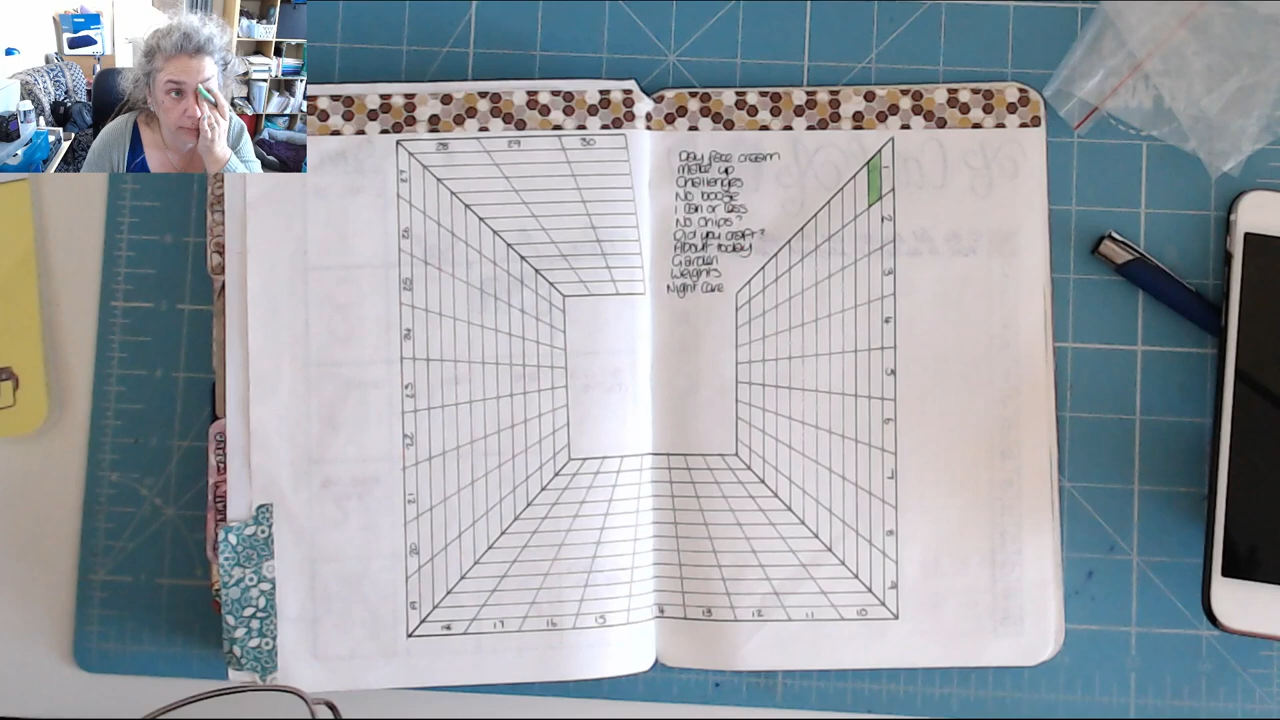 28 29 30
27
26
25
24
23
22
21
20
19
18 17 16 15 14 13 12 11 10
Day face cream
Make up
Challenges
No booze
1 can or less
No chips?
Did you craft?
About today
Garden
Weights
Night care
1
2
3
4
5
6
7
8
9